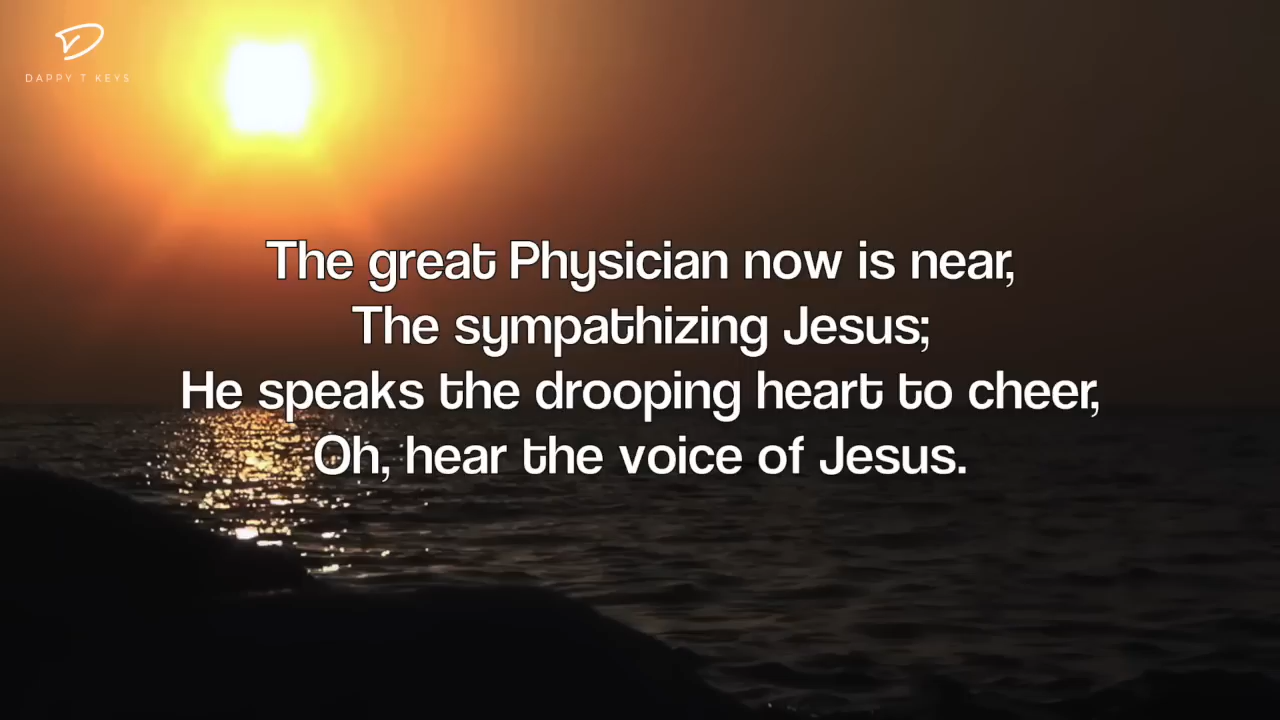 DAPPY T KEYS
The great Physician now is near,
The sympathizing Jesus;
He speaks the drooping heart to cheer,
Oh, hear the voice of Jesus.